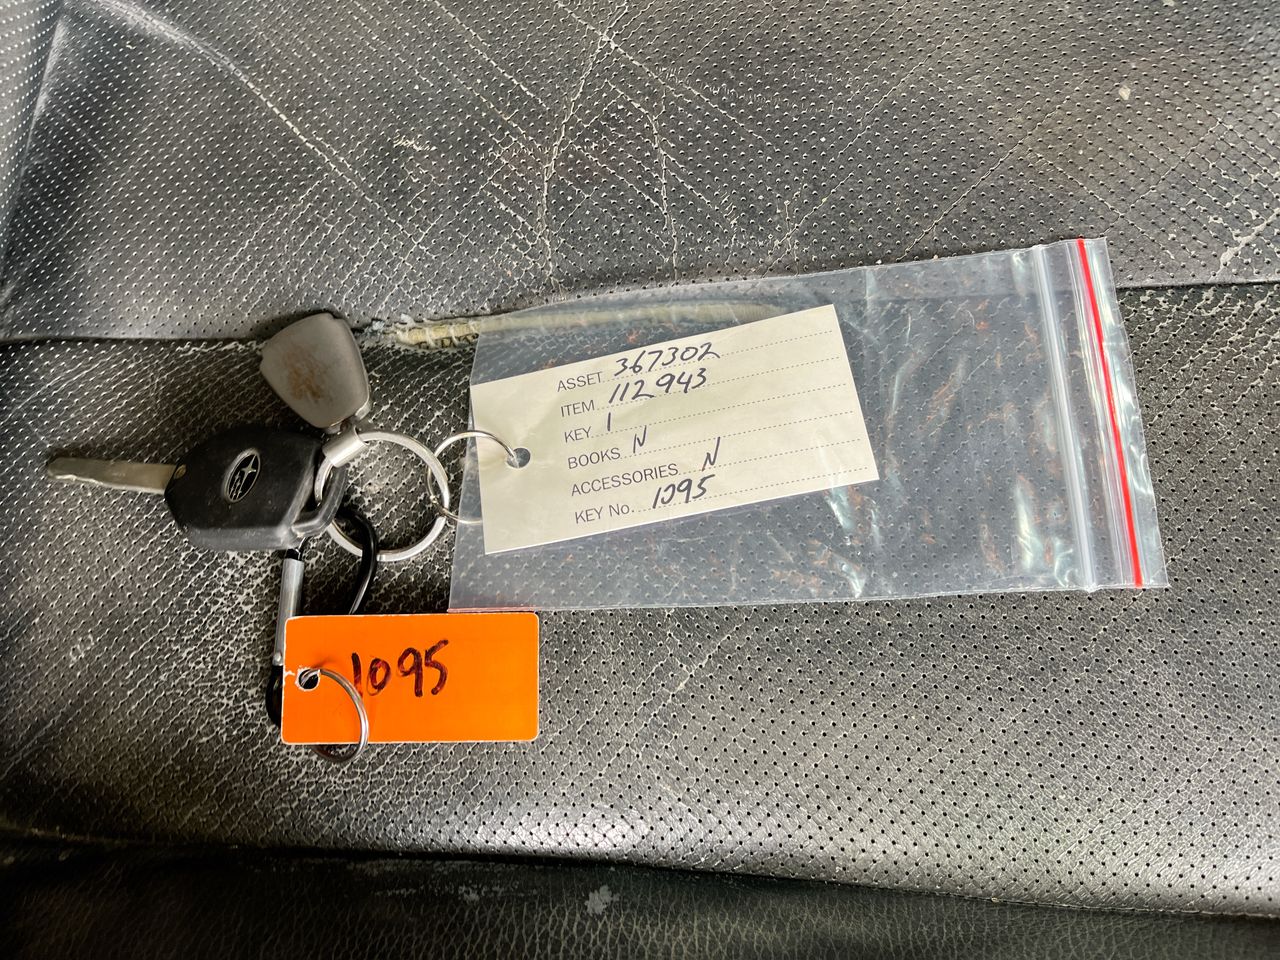 ASSET 367302
ITEM 112943
KEY 1
BOOKS N
ACCESSORIES N
KEY No. 1095
1095